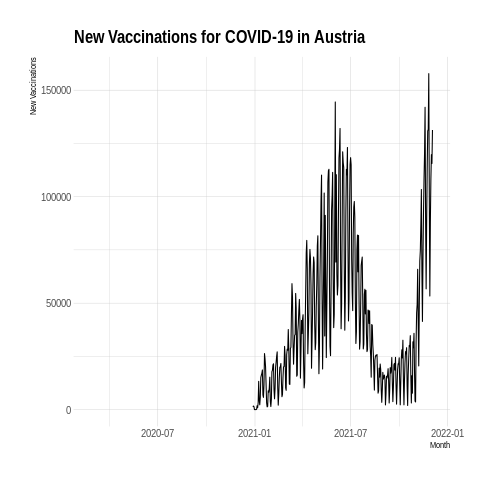 New Vaccinations for COVID-19 in Austria
New Vaccinations
150000
100000
50000
0
2020-07
2021-01
2021-07
2022-01
Month